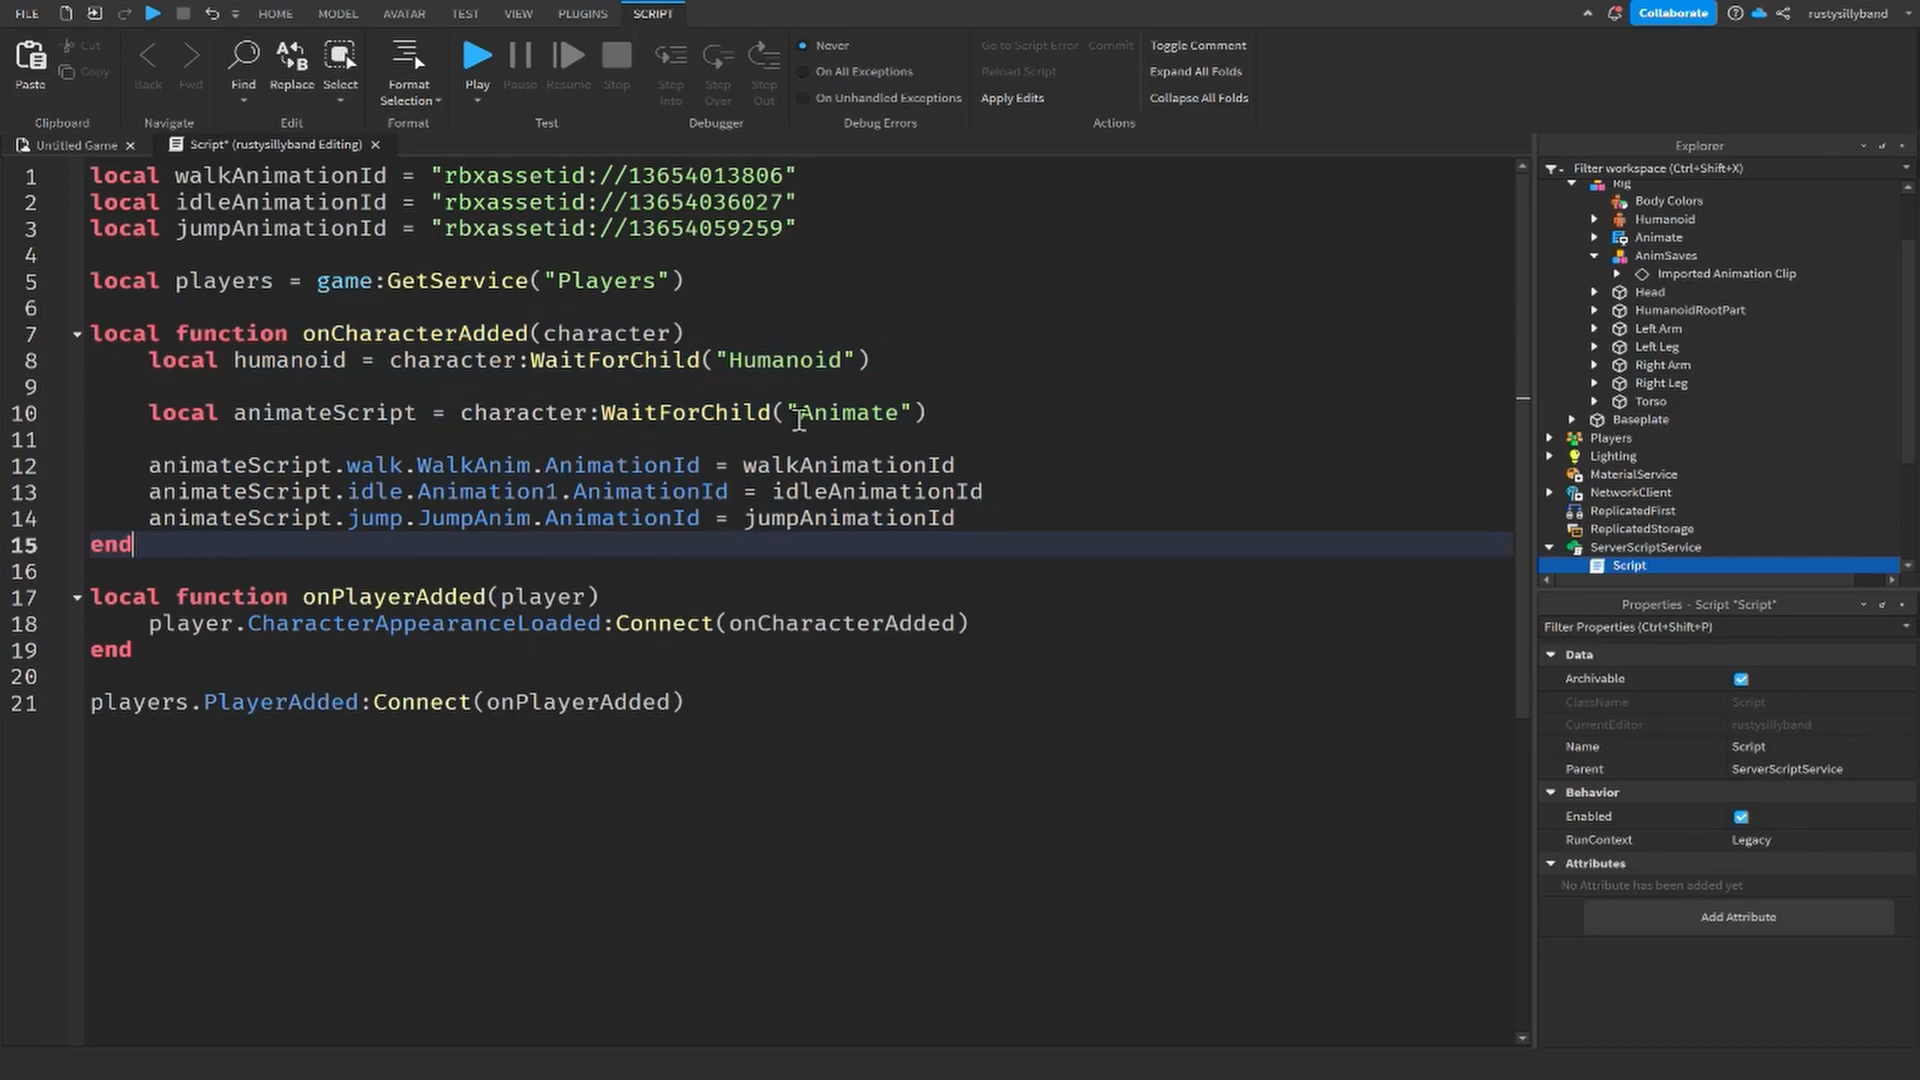 FILE HOME MODEL AVATAR TEST VIEW PLUGINS SCRIPT Collaborate rustysillyband
Paste Cut Copy Back Fwd Find Replace Select Format Selection Play Pause Resume Stop Step Into Step Over Step Out
Never
On All Exceptions
On Unhandled Exceptions
Go to Script Error Commit
Reload Script
Apply Edits
Toggle Comment
Expand All Folds
Collapse All Folds
Clipboard Navigate Edit Format Test Debugger Debug Errors Actions
Untitled Game Script* (rustysillyband Editing)
1 local walkAnimationId = "rbxassetid://13654013806"
2 local idleAnimationId = "rbxassetid://13654036027"
3 local jumpAnimationId = "rbxassetid://13654059259"
4
5 local players = game:GetService("Players")
6
7 local function onCharacterAdded(character)
8 local humanoid = character:WaitForChild("Humanoid")
9
10 local animateScript = character:WaitForChild("Animate")
11
12 animateScript.walk.WalkAnim.AnimationId = walkAnimationId
13 animateScript.idle.Animation1.AnimationId = idleAnimationId
14 animateScript.jump.JumpAnim.AnimationId = jumpAnimationId
15 end
16
17 local function onPlayerAdded(player)
18 player.CharacterAppearanceLoaded:Connect(onCharacterAdded)
19 end
20
21 players.PlayerAdded:Connect(onPlayerAdded)
Explorer
Filter workspace (Ctrl+Shift+X)
Rig
Body Colors
Humanoid
Animate
AnimSaves
Imported Animation Clip
Head
HumanoidRootPart
Left Arm
Left Leg
Right Arm
Right Leg
Torso
Baseplate
Players
Lighting
MaterialService
NetworkClient
ReplicatedFirst
ReplicatedStorage
ServerScriptService
Script
Properties - Script "Script"
Filter Properties (Ctrl+Shift+P)
Data
Archivable
ClassName Script
CurrentEditor rustysillyband
Name Script
Parent ServerScriptService
Behavior
Enabled
RunContext Legacy
Attributes
No Attribute has been added yet
Add Attribute